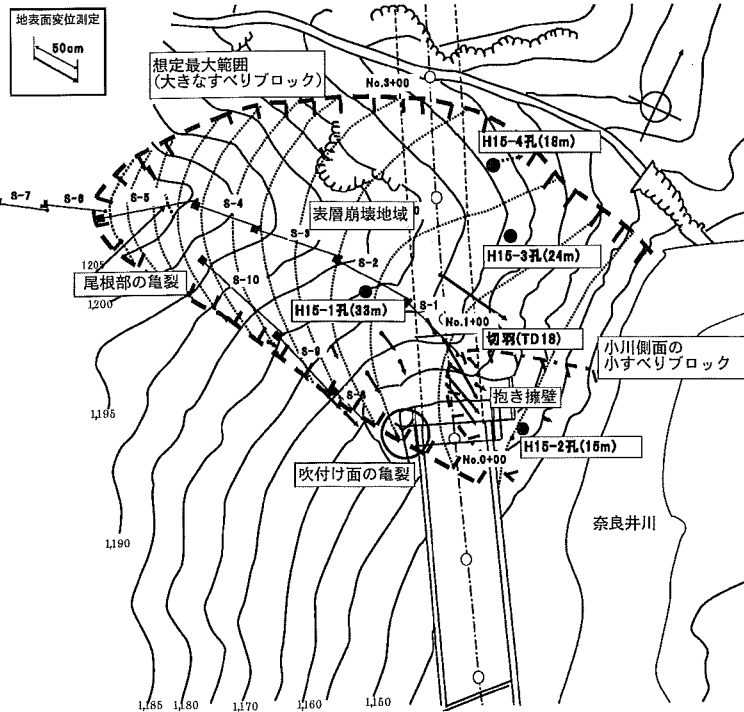 地表面変位測定
50cm
想定最大範囲
(大きなすべりブロック)
No.3+00
H15-4孔(18m)
S-7
S-6
S-5
S-4
表層崩壊地域
S-3
H15-3孔(24m)
S-2
1205
尾根部の亀裂
1,200
S-10
H15-1孔(33m)
S-1
No.1+00
切羽(TD18)
小川側面の
小すべりブロック
S-9
抱き擁壁
1,195
H15-2孔(15m)
No.0+00
吹付け面の亀裂
奈良井川
1,190
1,185
1,180
1,170
1,160
1,150